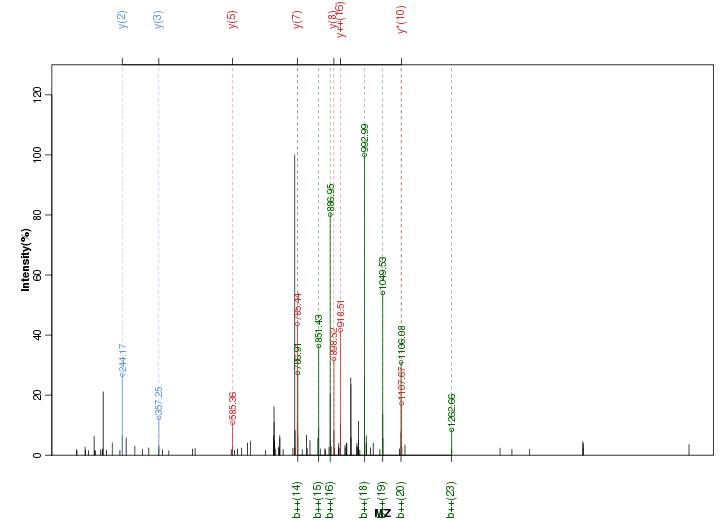 y(2)
y(3)
y(5)
y(7)
y(8)
y++(16)
y*(10)
Intensity(%)
0
20
40
60
80
100
120
244.17
357.25
585.36
785.44
786.91
851.43
886.95
898.52
918.51
992.99
1049.53
1106.08
1107.67
1262.66
b++(14)
b++(15)
b++(16)
b++(18)
b++(19)
b++(20)
b++(23)
MZ